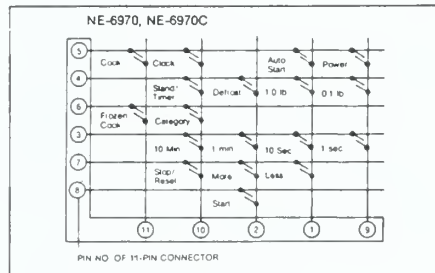 NE-6970, NE-6970C
5
Cook Clock Auto Start Power
4
Stand/Timer Defrost 1.0 lb 0.1 lb
6
Frozen Cook Category
3
10 Min 1 min 10 Sec 1 sec
7
Stop/Reset More Less
8
Start
11 10 2 1 9
PIN NO. OF 11-PIN CONNECTOR